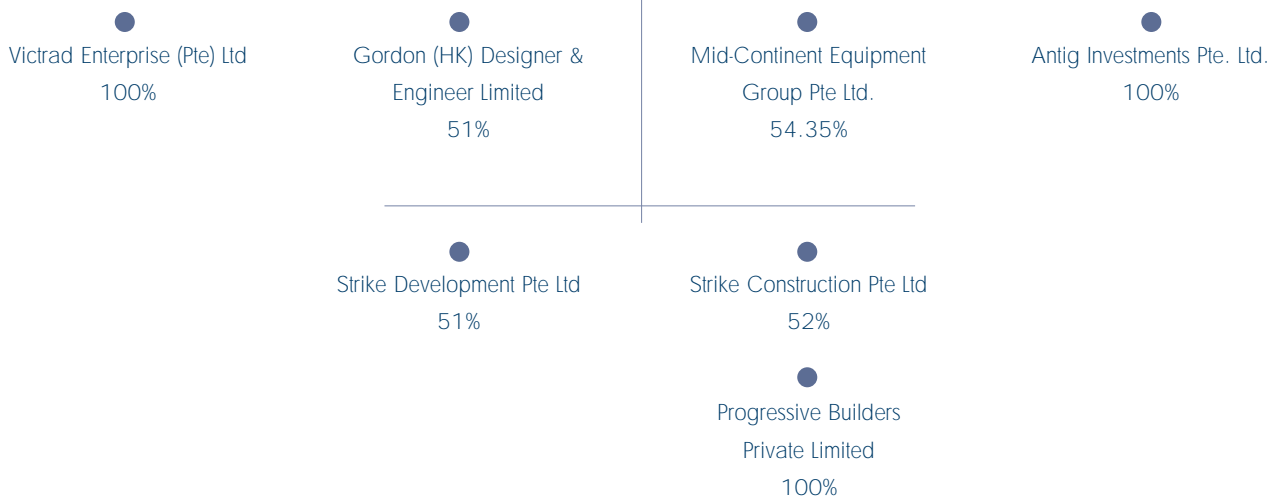 Victrad Enterprise (Pte) Ltd
100%
Gordon (HK) Designer &
Engineer Limited
51%
Mid-Continent Equipment
Group Pte Ltd.
54.35%
Antig Investments Pte. Ltd.
100%
Strike Development Pte Ltd
51%
Strike Construction Pte Ltd
52%
Progressive Builders
Private Limited
100%